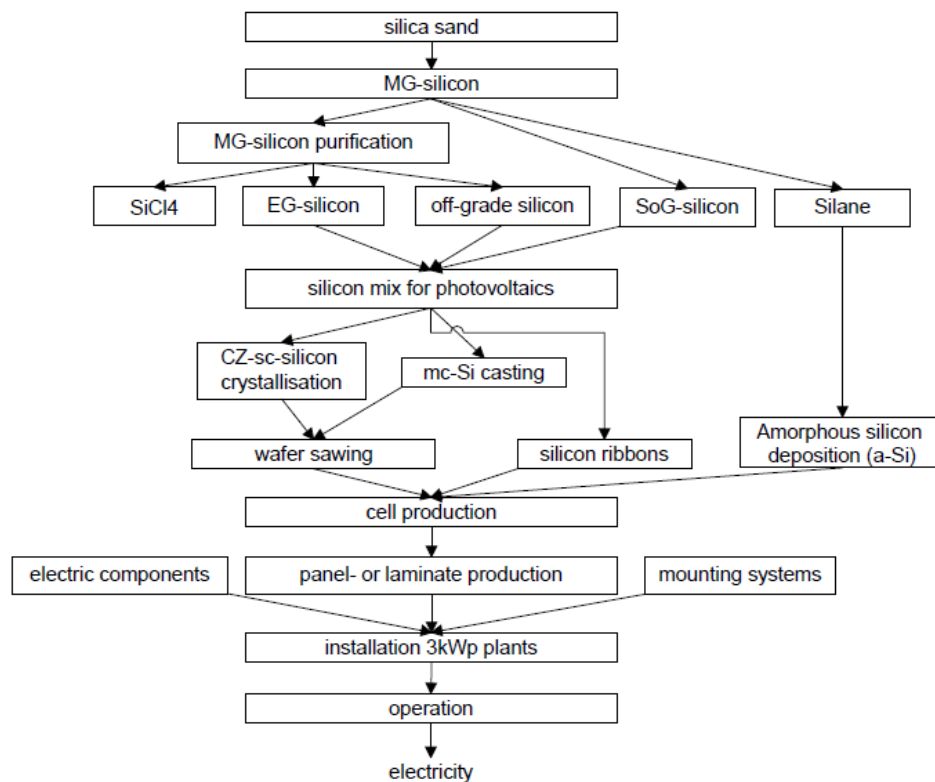 silica sand
MG-silicon
MG-silicon purification
SiCl4
EG-silicon
off-grade silicon
SoG-silicon
Silane
silicon mix for photovoltaics
CZ-sc-silicon
crystallisation
mc-Si casting
wafer sawing
silicon ribbons
Amorphous silicon
deposition (a-Si)
cell production
electric components
panel- or laminate production
mounting systems
installation 3kWp plants
operation
electricity